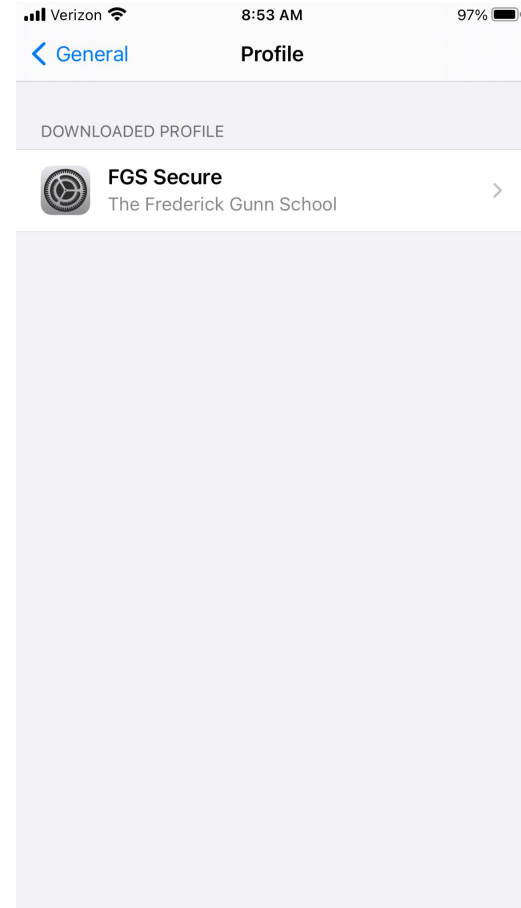 Verizon 8:53 AM 97%
General Profile
DOWNLOADED PROFILE
FGS Secure
The Frederick Gunn School